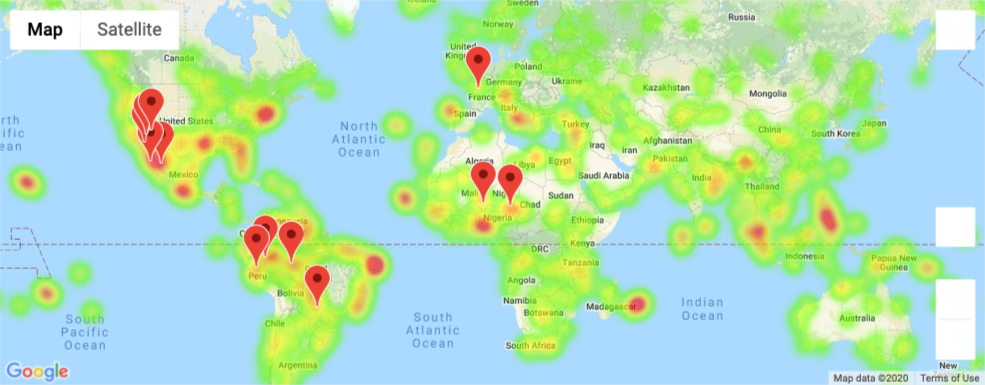 Map
Satellite
Sweden
Norway
Russia
Canada
United
Poland
Germany
Ukraine
France
Kazakhstan
Mongolia
Italy
Spain
United States
Turkey
China
Japan
South Korea
North
Atlantic
Ocean
Afghanistan
Iraq
Iran
Pakistan
Algeria
Libya
Egypt
Saudi Arabia
India
Mexico
Mali
Chad
Sudan
Thailand
Nigeria
Ethiopia
DRC
Kenya
Indonesia
Papua New
Guinea
Peru
Tanzania
Angola
Bolivia
Namibia
Botswana
Madagascar
Indian
Ocean
South
Pacific
Ocean
South
Atlantic
Ocean
Chile
Australia
South Africa
Argentina
New
Google
Map data ©2020
Terms of Use